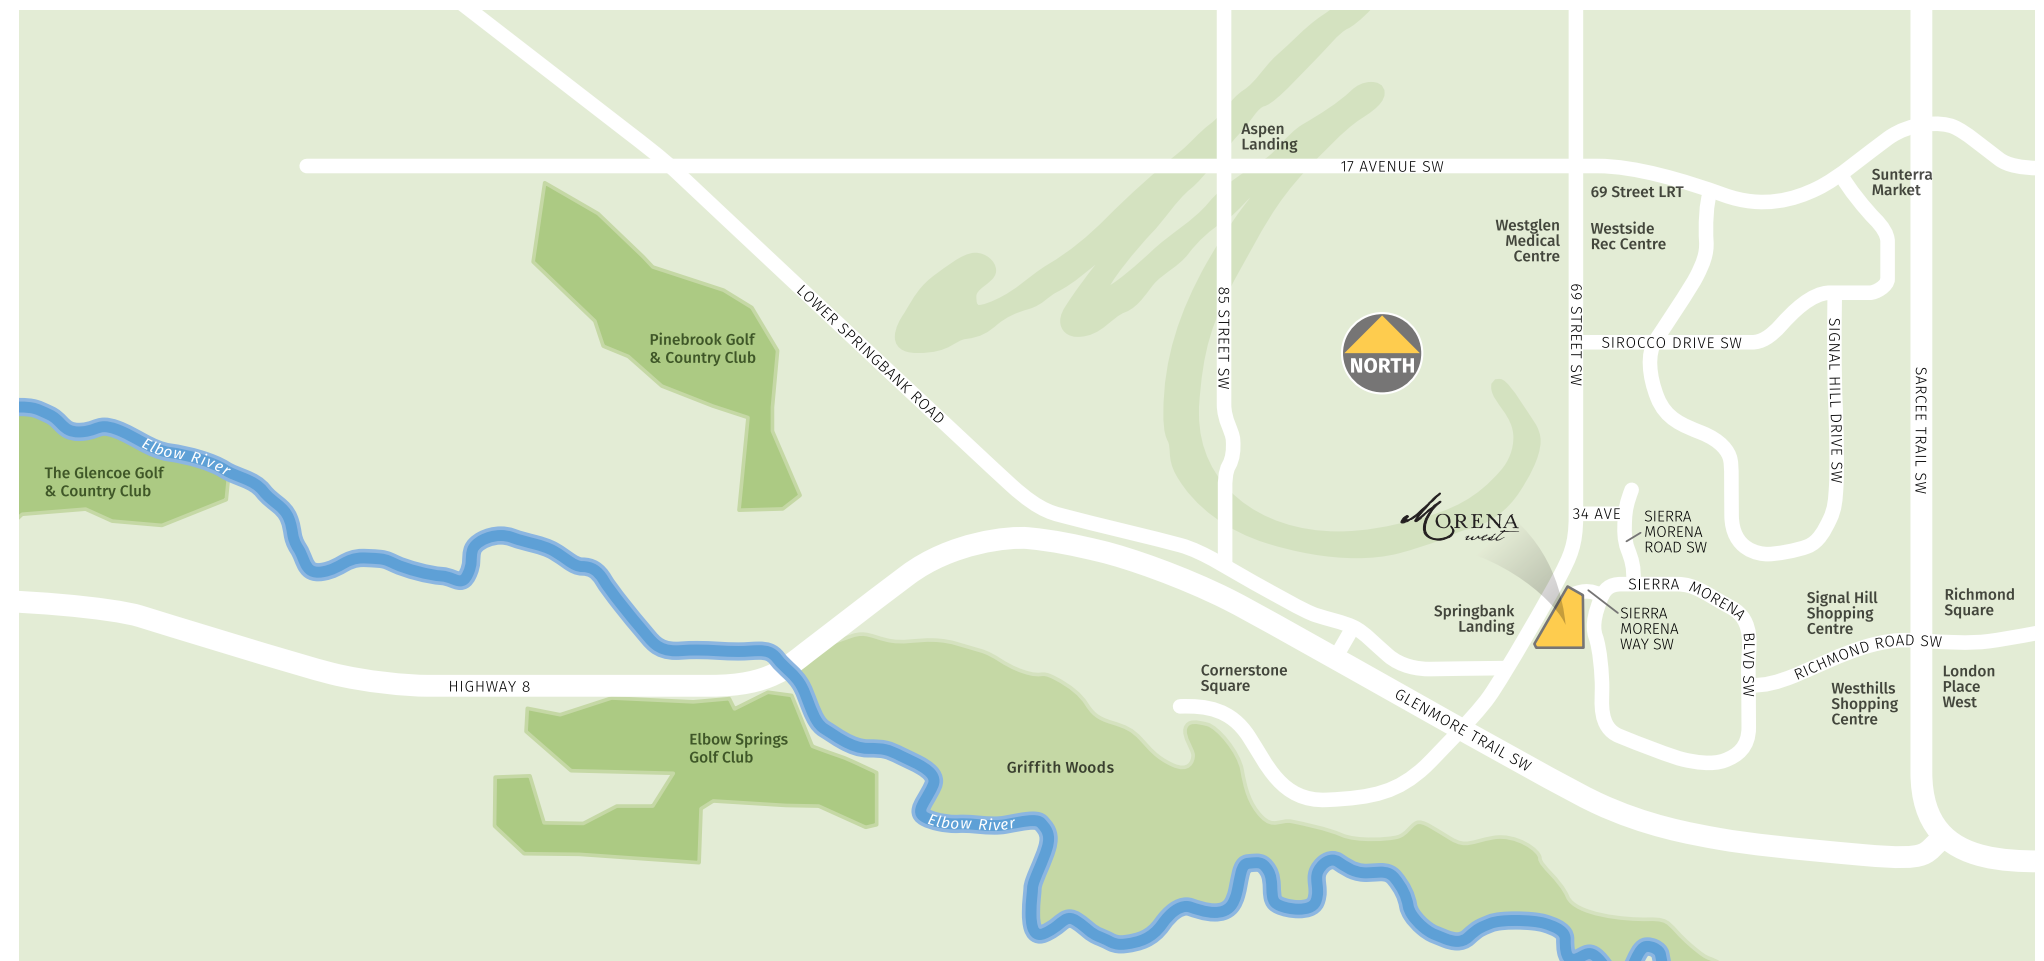 Aspen
Landing
17 AVENUE SW
Sunterra
Market
69 Street LRT
Westglen
Medical
Centre
Westside
Rec Centre
LOWER SPRINGBANK ROAD
85 STREET SW
69 STREET SW
NORTH
SIROCCO DRIVE SW
SIGNAL HILL DRIVE SW
SARCEE TRAIL SW
Pinebrook Golf
& Country Club
Elbow River
The Glencoe Golf
& Country Club
MORENA
west
34 AVE
SIERRA
MORENA
ROAD SW
SIERRA MORENA BLVD SW
SIERRA
MORENA
WAY SW
Springbank
Landing
Signal Hill
Shopping
Centre
Richmond
Square
RICHMOND ROAD SW
Cornerstone
Square
London
Place
West
Westhills
Shopping
Centre
HIGHWAY 8
GLENMORE TRAIL SW
Elbow Springs
Golf Club
Griffith Woods
Elbow River